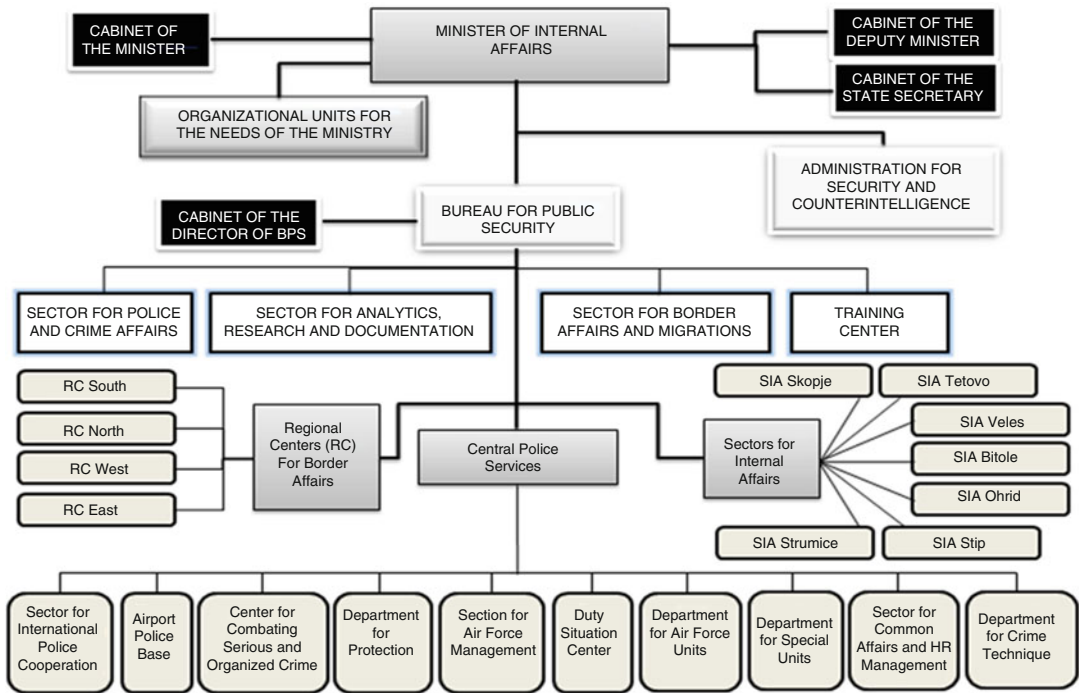 CABINET OF
THE MINISTER
MINISTER OF INTERNAL
AFFAIRS
CABINET OF THE
DEPUTY MINISTER
CABINET OF THE
STATE SECRETARY
ORGANIZATIONAL UNITS FOR
THE NEEDS OF THE MINISTRY
ADMINISTRATION FOR
SECURITY AND
COUNTERINTELLIGENCE
CABINET OF THE
DIRECTOR OF BPS
BUREAU FOR PUBLIC
SECURITY
SECTOR FOR POLICE
AND CRIME AFFAIRS
SECTOR FOR ANALYTICS,
RESEARCH AND DOCUMENTATION
SECTOR FOR BORDER
AFFAIRS AND MIGRATIONS
TRAINING
CENTER
RC South
RC North
RC West
RC East
Regional
Centers (RC)
For Border
Affairs
Central Police
Services
Sectors for
Internal
Affairs
SIA Skopje
SIA Tetovo
SIA Veles
SIA Bitole
SIA Ohrid
SIA Strumice
SIA Stip
Sector for
International
Police
Cooperation
Airport
Police
Base
Center for
Combating
Serious and
Organized Crime
Department
for
Protection
Section for
Air Force
Management
Duty
Situation
Center
Department
for Air Force
Units
Department
for Special
Units
Sector for
Common
Affairs and HR
Management
Department
for Crime
Technique